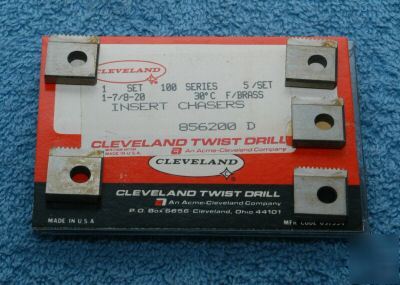 CLEVELAND
1 SET 100 SERIES 5/SET
1-7/8-20 30°C F/BRASS
INSERT CHASERS
856200 D
CLEVELAND TWIST DRILL
An Acme-Cleveland Company
MADE IN U.S.A.
CLEVELAND
CLEVELAND TWIST DRILL
An Acme-Cleveland Company
P.O. Box 6656 Cleveland, Ohio 44101
MADE IN U.S.A.
MFR CODE